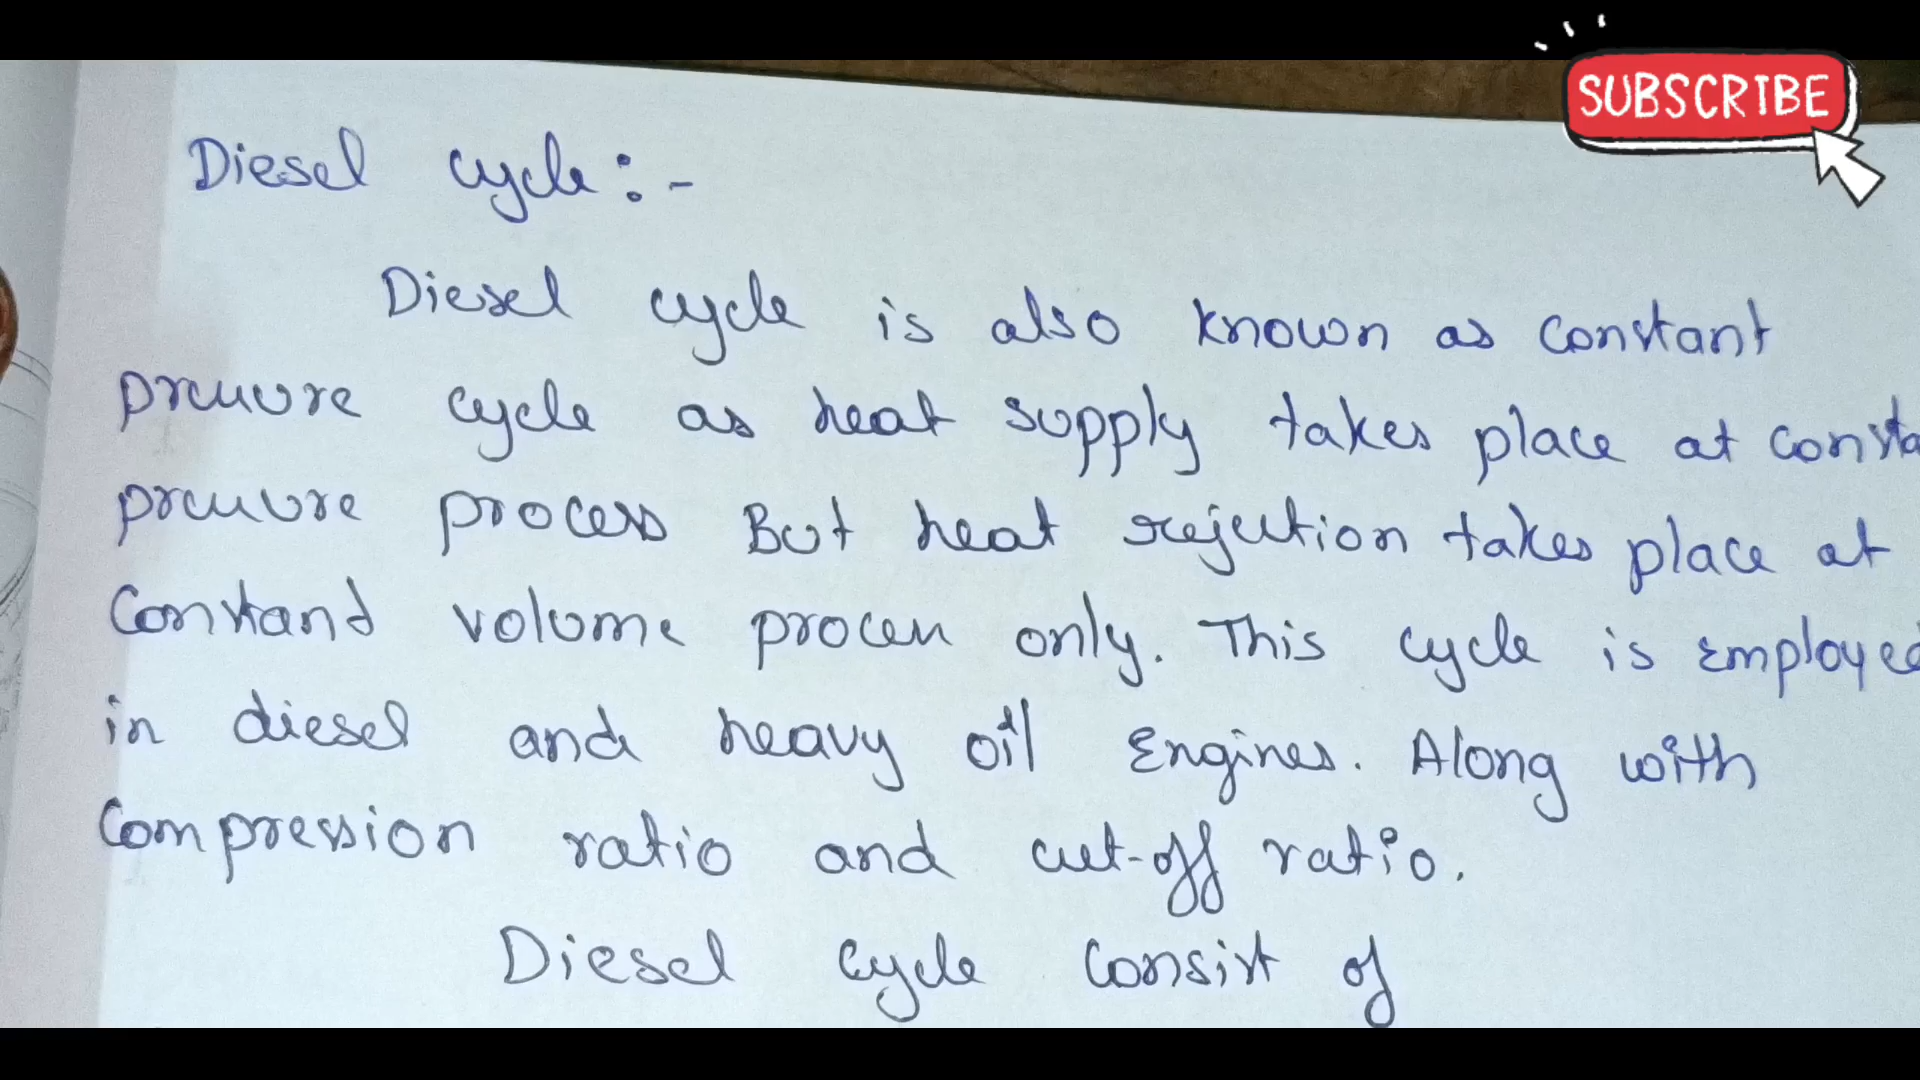 SUBSCRIBE
Diesel cycle:-
Diesel cycle is also known as constant
pressure cycle as heat supply takes place at consta
pressure process But heat rejection takes place at
Constand volume process only. This cycle is employed
in diesel and heavy oil Engines. Along with
Compression ratio and cut-off ratio.
Diesel cycle consist of